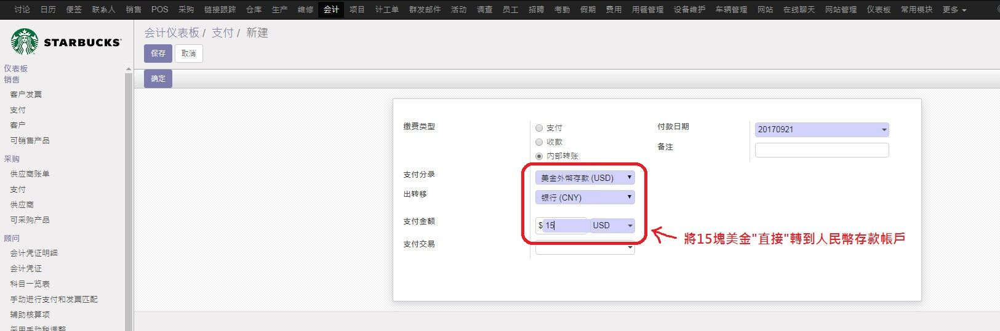 讨论 日历 便签 联系人 销售 POS 采购 链接跟踪 仓库 生产 维修 会计 项目 计工单 群发邮件 活动 调查 员工 招聘 考勤 假期 费用 用餐管理 设备维护 车辆管理 网站 在线聊天 网站管理 仪表板 常用模块 更多
STARBUCKS
会计仪表板 / 支付 / 新建
保存 取消
确定
仪表板
销售
客户发票
支付
客户
可销售产品
采购
供应商账单
支付
供应商
可采购产品
顾问
会计凭证明细
会计凭证
科目一览表
手动进行支付和发票匹配
辅助核算项
采用手动税调整
缴费类型
支付
收款
内部转账
付款日期 20170921
备注
支付分录 美金外幣存款 (USD)
出转移 银行 (CNY)
支付金额 $ 15 USD
支付交易
將15塊美金"直接"轉到人民幣存款帳戶